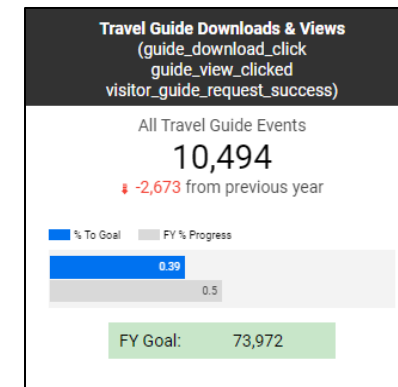 Travel Guide Downloads & Views
(guide_download_click
guide_view_clicked
visitor_guide_request_success)
All Travel Guide Events
10,494
-2,673 from previous year
% To Goal FY % Progress
0.39
0.5
FY Goal: 73,972